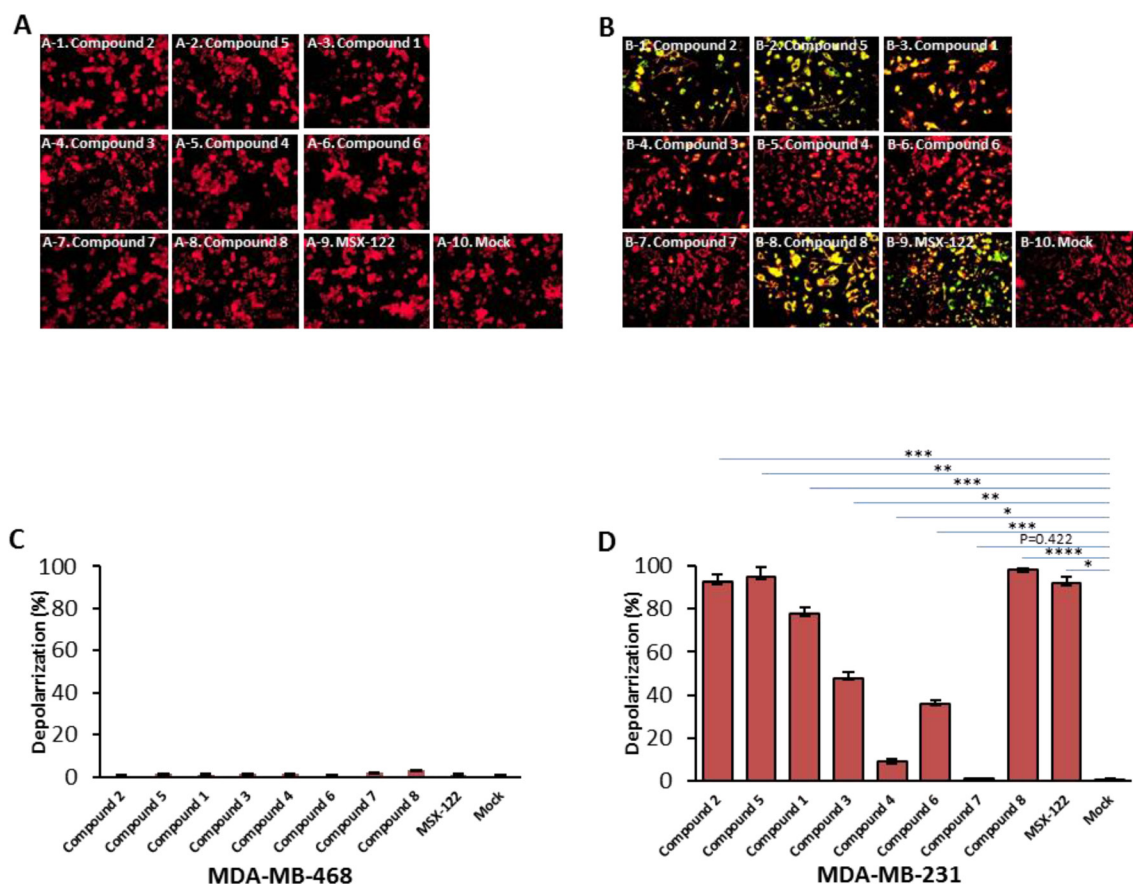 A
A-1. Compound 2
A-2. Compound 5
A-3. Compound 1
A-4. Compound 3
A-5. Compound 4
A-6. Compound 6
A-7. Compound 7
A-8. Compound 8
A-9. MSX-122
A-10. Mock
B
B-1. Compound 2
B-2. Compound 5
B-3. Compound 1
B-4. Compound 3
B-5. Compound 4
B-6. Compound 6
B-7. Compound 7
B-8. Compound 8
B-9. MSX-122
B-10. Mock
C
Depolarrization (%)
100
80
60
40
20
0
Compound 2
Compound 5
Compound 1
Compound 3
Compound 4
Compound 6
Compound 7
Compound 8
MSX-122
Mock
MDA-MB-468
D
***
**
***
**
*
***
P=0.422
****
*
Depolarrization (%)
100
80
60
40
20
0
Compound 2
Compound 5
Compound 1
Compound 3
Compound 4
Compound 6
Compound 7
Compound 8
MSX-122
Mock
MDA-MB-231